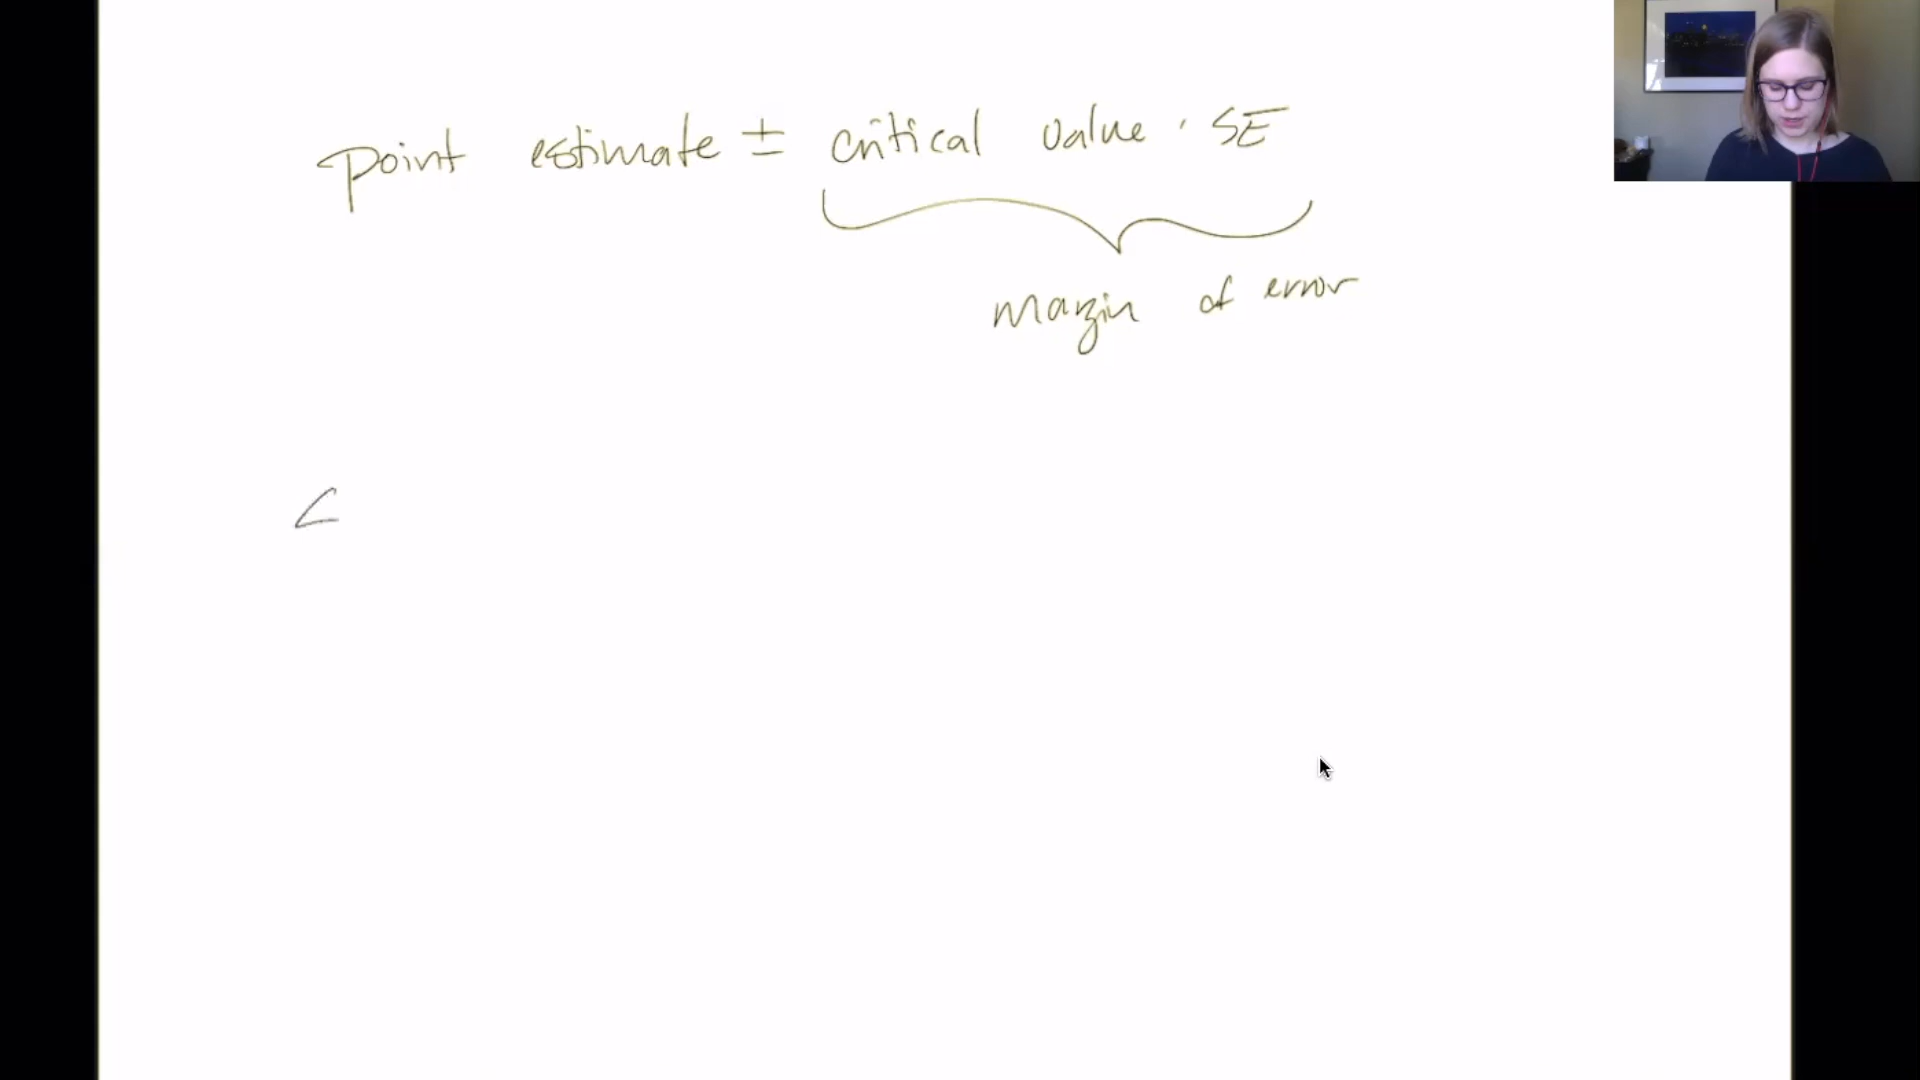 point estimate ± critical value · SE
margin of error